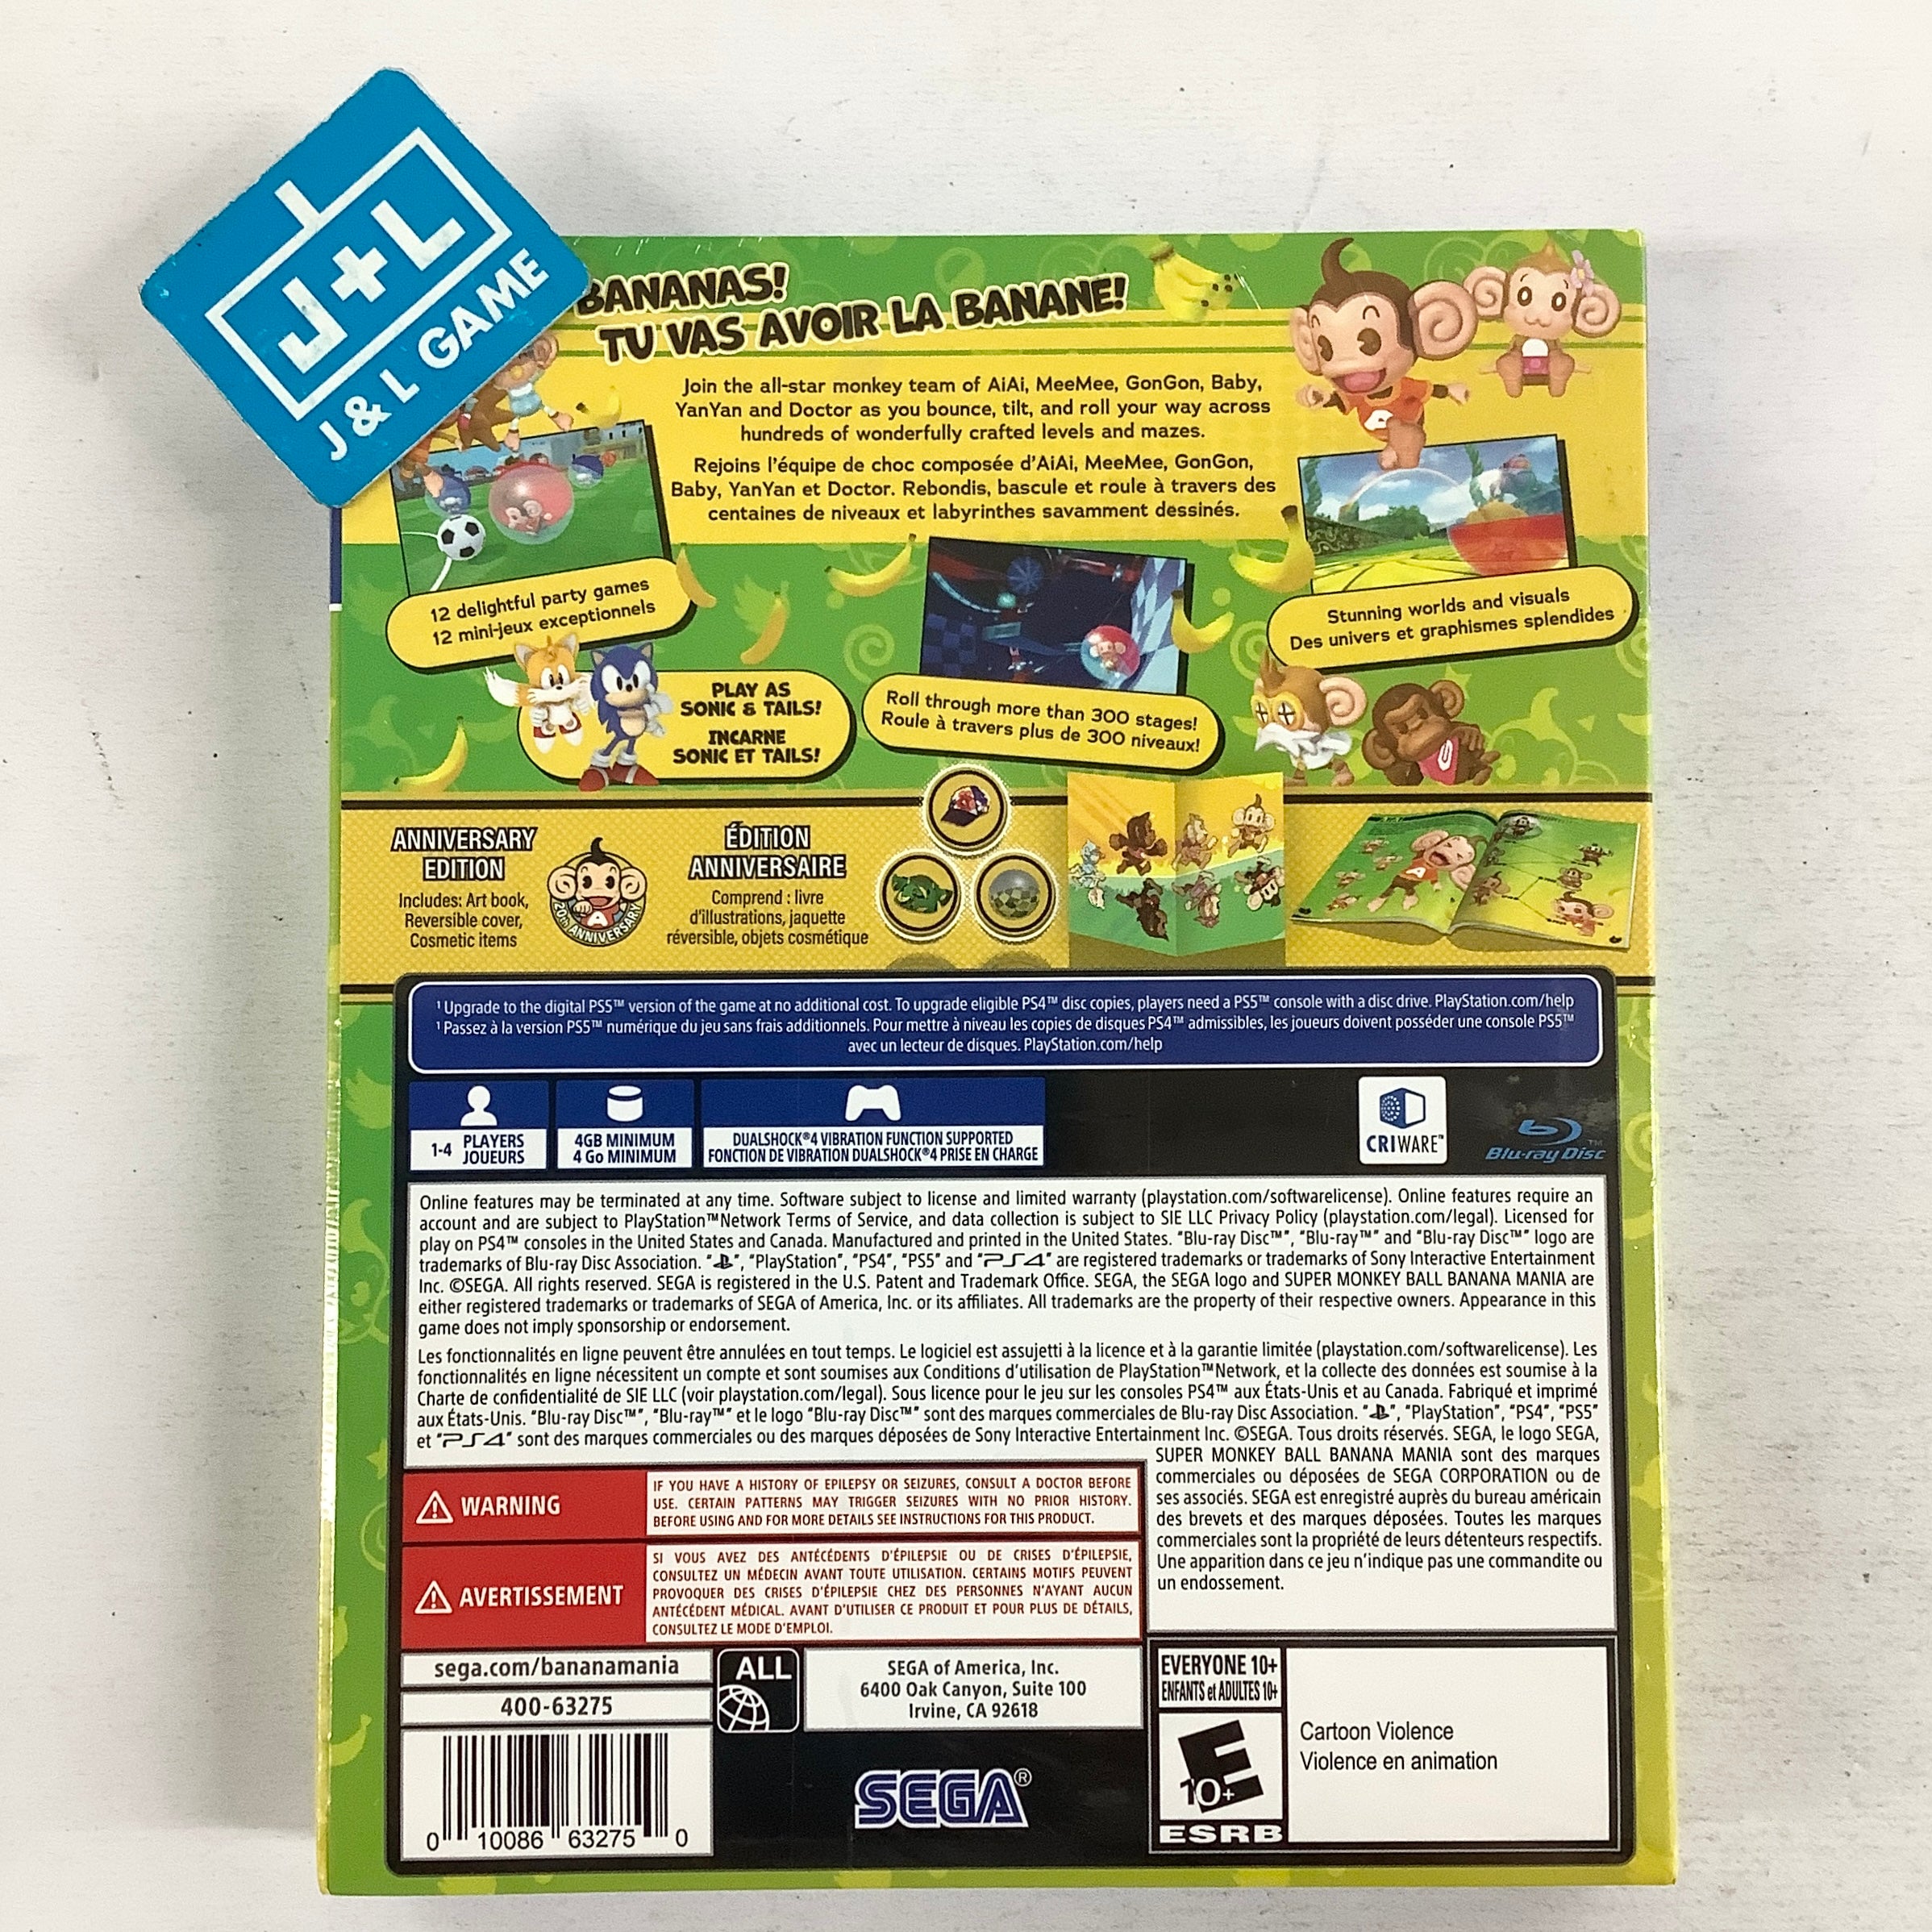 J+L
J & L GAME
BANANAS!
TU VAS AVOIR LA BANANE!
Join the all-star monkey team of AiAi, MeeMee, GonGon, Baby,
YanYan and Doctor as you bounce, tilt, and roll your way across
hundreds of wonderfully crafted levels and mazes.
Rejoins l'équipe de choc composée d'AiAi, MeeMee, GonGon,
Baby, YanYan et Doctor. Rebondis, bascule et roule à travers des
centaines de niveaux et labyrinthes savamment dessinés.
12 delightful party games
12 mini-jeux exceptionnels
Stunning worlds and visuals
Des univers et graphismes splendides
PLAY AS
SONIC & TAILS!
INCARNE
SONIC ET TAILS!
Roll through more than 300 stages!
Roule à travers plus de 300 niveaux!
ANNIVERSARY
EDITION
Includes: Art book,
Reversible cover,
Cosmetic items
20th ANNIVERSARY
ÉDITION
ANNIVERSAIRE
Comprend : livre
d'illustrations, jaquette
réversible, objets cosmétique
¹ Upgrade to the digital PS5™ version of the game at no additional cost. To upgrade eligible PS4™ disc copies, players need a PS5™ console with a disc drive. PlayStation.com/help
¹ Passez à la version PS5™ numérique du jeu sans frais additionnels. Pour mettre à niveau les copies de disques PS4™ admissibles, les joueurs doivent posséder une console PS5™
avec un lecteur de disques. PlayStation.com/help
1-4 PLAYERS
JOUEURS
4GB MINIMUM
4 Go MINIMUM
DUALSHOCK®4 VIBRATION FUNCTION SUPPORTED
FONCTION DE VIBRATION DUALSHOCK®4 PRISE EN CHARGE
CRIWARE™
Blu-ray Disc™
Online features may be terminated at any time. Software subject to license and limited warranty (playstation.com/softwarelicense). Online features require an
account and are subject to PlayStation™Network Terms of Service, and data collection is subject to SIE LLC Privacy Policy (playstation.com/legal). Licensed for
play on PS4™ consoles in the United States and Canada. Manufactured and printed in the United States. "Blu-ray Disc™", "Blu-ray™" and "Blu-ray Disc™" logo are
trademarks of Blu-ray Disc Association. "PS", "PlayStation", "PS4", "PS5" and "PS4" are registered trademarks or trademarks of Sony Interactive Entertainment
Inc. ©SEGA. All rights reserved. SEGA is registered in the U.S. Patent and Trademark Office. SEGA, the SEGA logo and SUPER MONKEY BALL BANANA MANIA are
either registered trademarks or trademarks of SEGA of America, Inc. or its affiliates. All trademarks are the property of their respective owners. Appearance in this
game does not imply sponsorship or endorsement.
Les fonctionnalités en ligne peuvent être annulées en tout temps. Le logiciel est assujetti à la licence et à la garantie limitée (playstation.com/softwarelicense). Les
fonctionnalités en ligne nécessitent un compte et sont soumises aux Conditions d'utilisation de PlayStation™Network, et la collecte des données est soumise à la
Charte de confidentialité de SIE LLC (voir playstation.com/legal). Sous licence pour le jeu sur les consoles PS4™ aux États-Unis et au Canada. Fabriqué et imprimé
aux États-Unis. "Blu-ray Disc™", "Blu-ray™" et le logo "Blu-ray Disc™" sont des marques commerciales de Blu-ray Disc Association. "PS", "PlayStation", "PS4", "PS5"
et "PS4" sont des marques commerciales ou des marques déposées de Sony Interactive Entertainment Inc. ©SEGA. Tous droits réservés. SEGA, le logo SEGA,
SUPER MONKEY BALL BANANA MANIA sont des marques
commerciales ou déposées de SEGA CORPORATION ou de
ses associés. SEGA est enregistré auprès du bureau américain
des brevets et des marques déposées. Toutes les marques
commerciales sont la propriété de leurs détenteurs respectifs.
Une apparition dans ce jeu n'indique pas une commandite ou
un endossement.
WARNING
IF YOU HAVE A HISTORY OF EPILEPSY OR SEIZURES, CONSULT A DOCTOR BEFORE
USE. CERTAIN PATTERNS MAY TRIGGER SEIZURES WITH NO PRIOR HISTORY.
BEFORE USING AND FOR MORE DETAILS SEE INSTRUCTIONS FOR THIS PRODUCT.
AVERTISSEMENT
SI VOUS AVEZ DES ANTÉCÉDENTS D'ÉPILEPSIE OU DE CRISES D'ÉPILEPSIE,
CONSULTEZ UN MÉDECIN AVANT TOUTE UTILISATION. CERTAINS MOTIFS PEUVENT
PROVOQUER DES CRISES D'ÉPILEPSIE CHEZ DES PERSONNES N'AYANT AUCUN
ANTÉCÉDENT MÉDICAL. AVANT D'UTILISER CE PRODUIT ET POUR PLUS DE DÉTAILS,
CONSULTEZ LE MODE D'EMPLOI.
sega.com/bananamania
400-63275
ALL
SEGA of America, Inc.
6400 Oak Canyon, Suite 100
Irvine, CA 92618
0 10086 63275 0
SEGA®
EVERYONE 10+
ENFANTS et ADULTES 10+
E
10+
ESRB
Cartoon Violence
Violence en animation